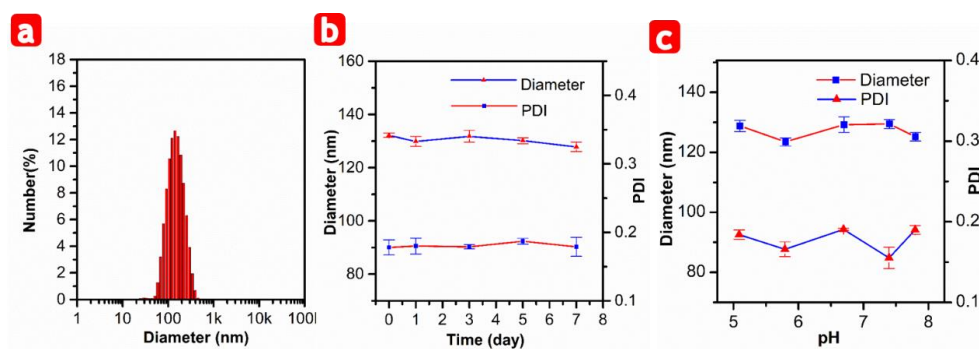 a
18
16
14
12
10
8
6
4
2
0
Number(%)
1 10 100 1k 10k 100
Diameter (nm)
b
160
140
120
100
80
Diameter (nm)
Diameter
PDI
0.4
0.3
0.2
0.1
PDI
0 1 2 3 4 5 6 7 8
Time (day)
c
140
120
100
80
Diameter (nm)
Diameter
PDI
0.4
0.3
0.2
0.1
PDI
5 6 7 8
pH